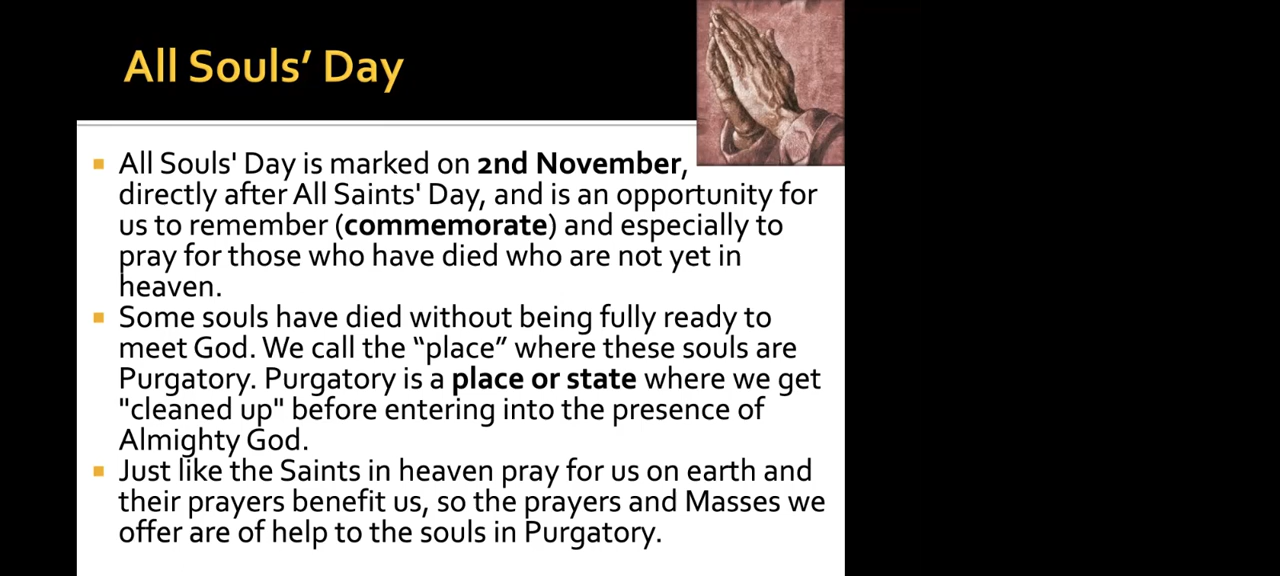 All Souls’ Day
All Souls' Day is marked on 2nd November,
directly after All Saints' Day, and is an opportunity for
us to remember (commemorate) and especially to
pray for those who have died who are not yet in
heaven.
Some souls have died without being fully ready to
meet God. We call the “place” where these souls are
Purgatory. Purgatory is a place or state where we get
"cleaned up" before entering into the presence of
Almighty God.
Just like the Saints in heaven pray for us on earth and
their prayers benefit us, so the prayers and Masses we
offer are of help to the souls in Purgatory.